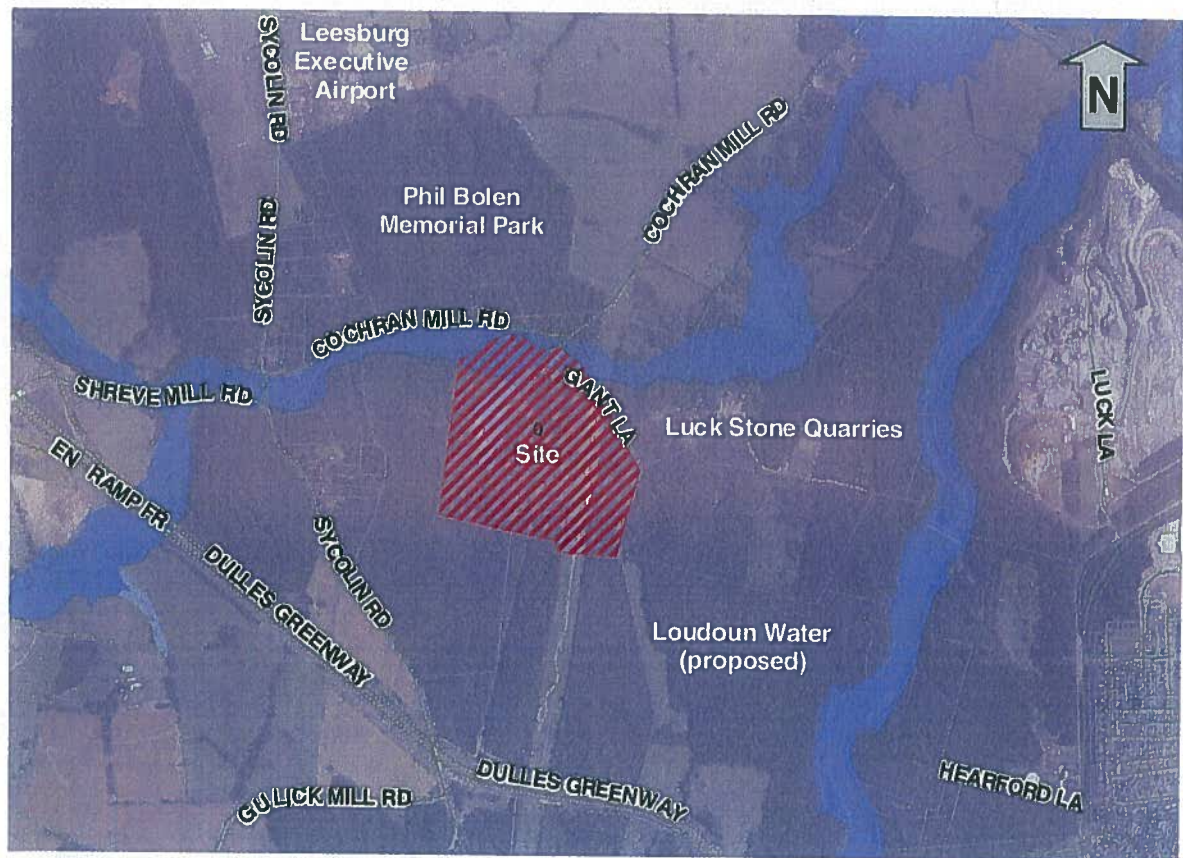 SYCOLIN RD
Leesburg
Executive
Airport
N
COCHRAN MILL RD
Phil Bolen
Memorial Park
SYCOLIN RD
COCHRAN MILL RD
SHREVE MILL RD
GIANT LA
LUCK LA
Luck Stone Quarries
Site
EN RAMP FR
SYCOLIN RD
DULLES GREENWAY
Loudoun Water
(proposed)
DULLES GREENWAY
HEARFORD LA
GULICK MILL RD